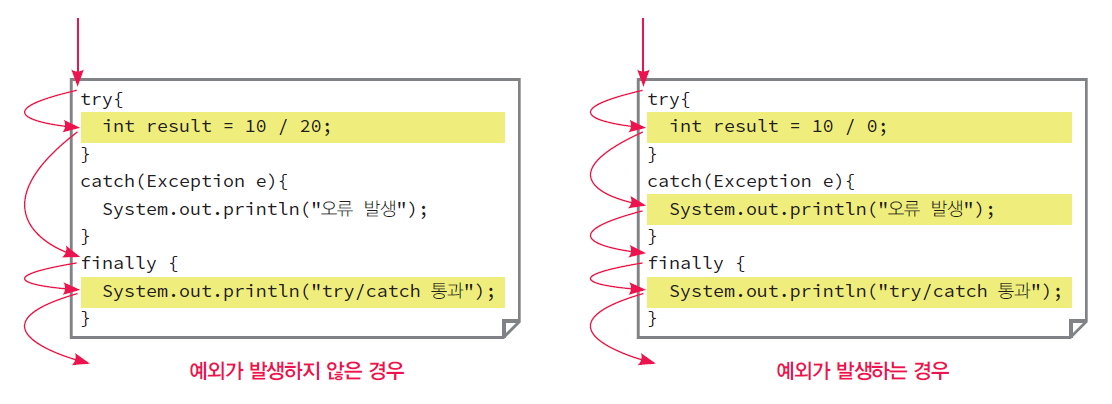 try{
  int result = 10 / 20;
}
catch(Exception e){
  System.out.println("오류 발생");
}
finally {
  System.out.println("try/catch 통과");
}
예외가 발생하지 않은 경우
try{
  int result = 10 / 0;
}
catch(Exception e){
  System.out.println("오류 발생");
}
finally {
  System.out.println("try/catch 통과");
}
예외가 발생하는 경우